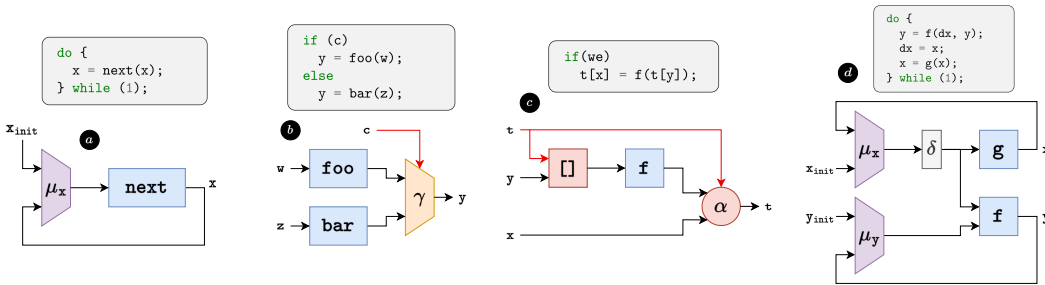 do {
x = next(x);
} while (1);
x_init
a
μ_x
next
x
if (c)
y = foo(w);
else
y = bar(z);
b
c
w
foo
γ
y
z
bar
if(we)
t[x] = f(t[y]);
c
t
y
[]
f
α
t
x
do {
y = f(dx, y);
dx = x;
x = g(x);
} while (1);
d
μ_x
δ
g
x
x_init
y_init
μ_y
f
y